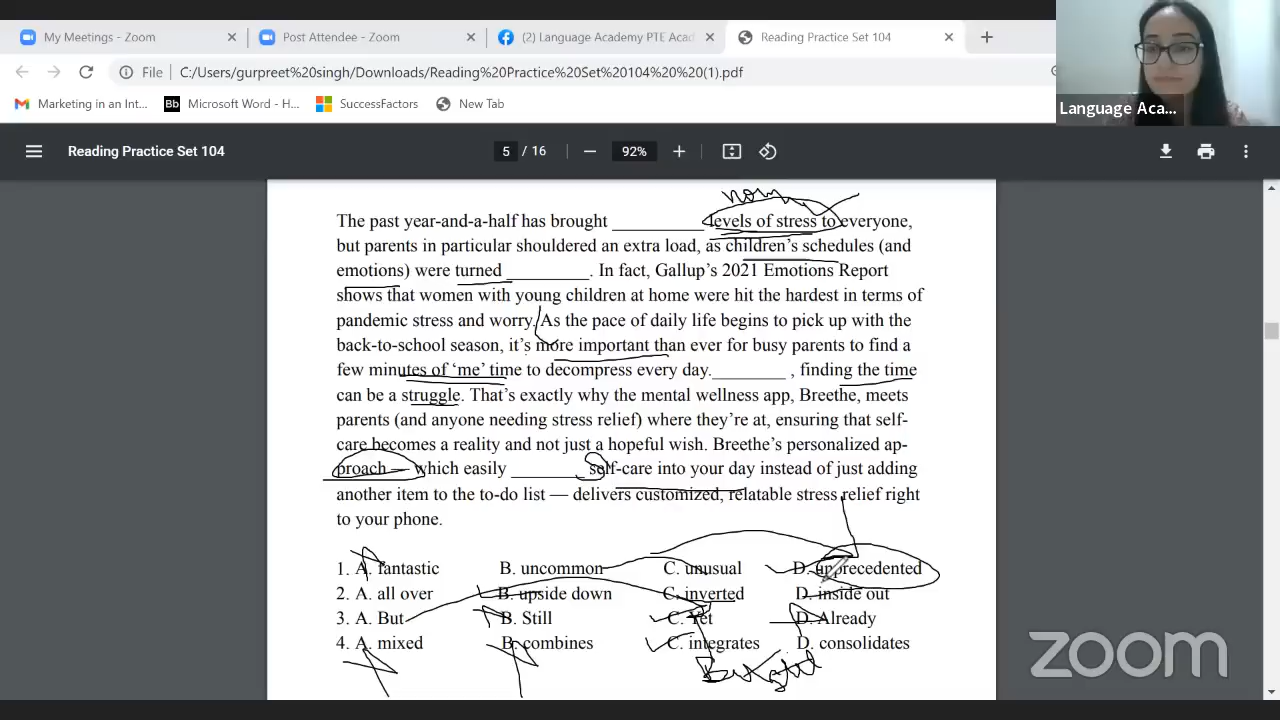 My Meetings - Zoom
Post Attendee - Zoom
(2) Language Academy PTE Acad
Reading Practice Set 104
File
C:/Users/gurpreet%20singh/Downloads/Reading%20Practice%20Set%20104%20%20(1).pdf
Marketing in an Int...
Bb
Microsoft Word - H...
SuccessFactors
New Tab
Language Aca...
Reading Practice Set 104
5 / 16
92%
The past year-and-a-half has brought __________ levels of stress to everyone,
but parents in particular shouldered an extra load, as children's schedules (and
emotions) were turned _________. In fact, Gallup's 2021 Emotions Report
shows that women with young children at home were hit the hardest in terms of
pandemic stress and worry. As the pace of daily life begins to pick up with the
back-to-school season, it's more important than ever for busy parents to find a
few minutes of 'me' time to decompress every day.________ , finding the time
can be a struggle. That's exactly why the mental wellness app, Breethe, meets
parents (and anyone needing stress relief) where they're at, ensuring that self-
care becomes a reality and not just a hopeful wish. Breethe's personalized ap-
proach — which easily ________ self-care into your day instead of just adding
another item to the to-do list — delivers customized, relatable stress relief right
to your phone.
1. A. fantastic B. uncommon C. unusual D. upprecedented
2. A. all over B. upside down C. inverted D. inside out
3. A. But B. Still C. Yet D. Already
4. A. mixed B. combines C. integrates D. consolidates
zoom